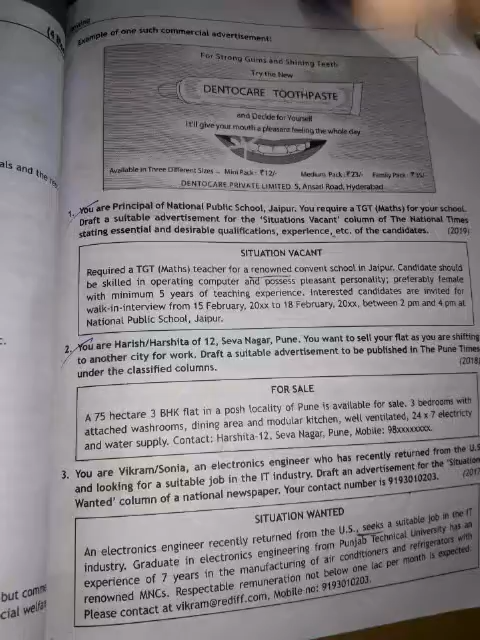 Example of one such commercial advertisement:
For Strong Gums and Shining Teeth
Try the New
DENTOCARE TOOTHPASTE
and Decide for Yourself
It'll give your mouth a pleasant feeling the whole day
Available in Three Different Sizes – Mini Pack: ₹12/- Medium Pack: ₹23/- Family Pack:
DENTOCARE PRIVATE LIMITED 5, Ansari Road, Hyderabad
als and the
1. You are Principal of National Public School, Jaipur. You require a TGT (Maths) for your school.
Draft a suitable advertisement for the 'Situations Vacant' column of The National Times
stating essential and desirable qualifications, experience, etc. of the candidates. (2019)
SITUATION VACANT
Required a TGT (Maths) teacher for a renowned convent school in Jaipur. Candidate should
be skilled in operating computer and possess pleasant personality; preferably female
with minimum 5 years of teaching experience. Interested candidates are invited for
walk-in-interview from 15 February, 20xx to 18 February, 20xx, between 2 pm and 4 pm at
National Public School, Jaipur.
2. You are Harish/Harshita of 12, Seva Nagar, Pune. You want to sell your flat as you are shifting
to another city for work. Draft a suitable advertisement to be published in The Pune Times
under the classified columns. (2018
FOR SALE
A 75 hectare 3 BHK flat in a posh locality of Pune is available for sale. 3 bedrooms with
attached washrooms, dining area and modular kitchen, well ventilated, 24 x 7 electricty
and water supply. Contact: Harshita-12, Seva Nagar, Pune, Mobile: 98xxxxxxxx.
3. You are Vikram/Sonia, an electronics engineer who has recently returned from the U.S
and looking for a suitable job in the IT industry. Draft an advertisement for the 'Situation
Wanted' column of a national newspaper. Your contact number is 9193010203. (2017
SITUATION WANTED
An electronics engineer recently returned from the U.S., seeks a suitable job in the IT
industry. Graduate in electronics engineering from Punjab Technical University has an
experience of 7 years in the manufacturing of air conditioners and refrigerators with
renowned MNCs. Respectable remuneration not below one lac per month is expected.
Please contact at vikram@rediff.com, Mobile no: 9193010203.
but comme
cial welfa